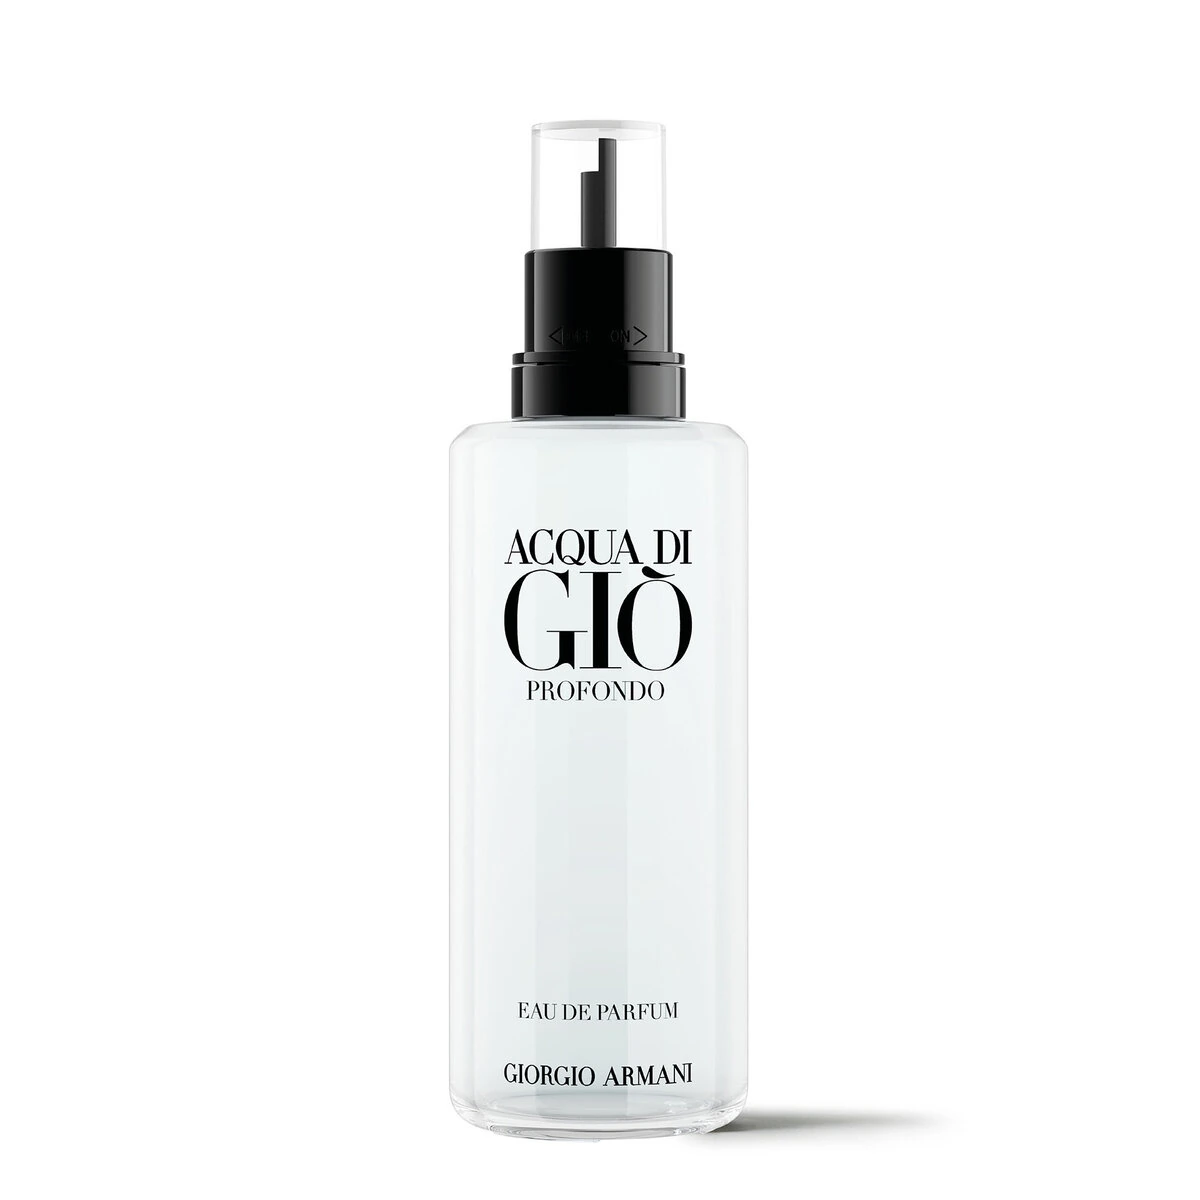 ACQUA DI
GIÒ
PROFONDO
EAU DE PARFUM
GIORGIO ARMANI